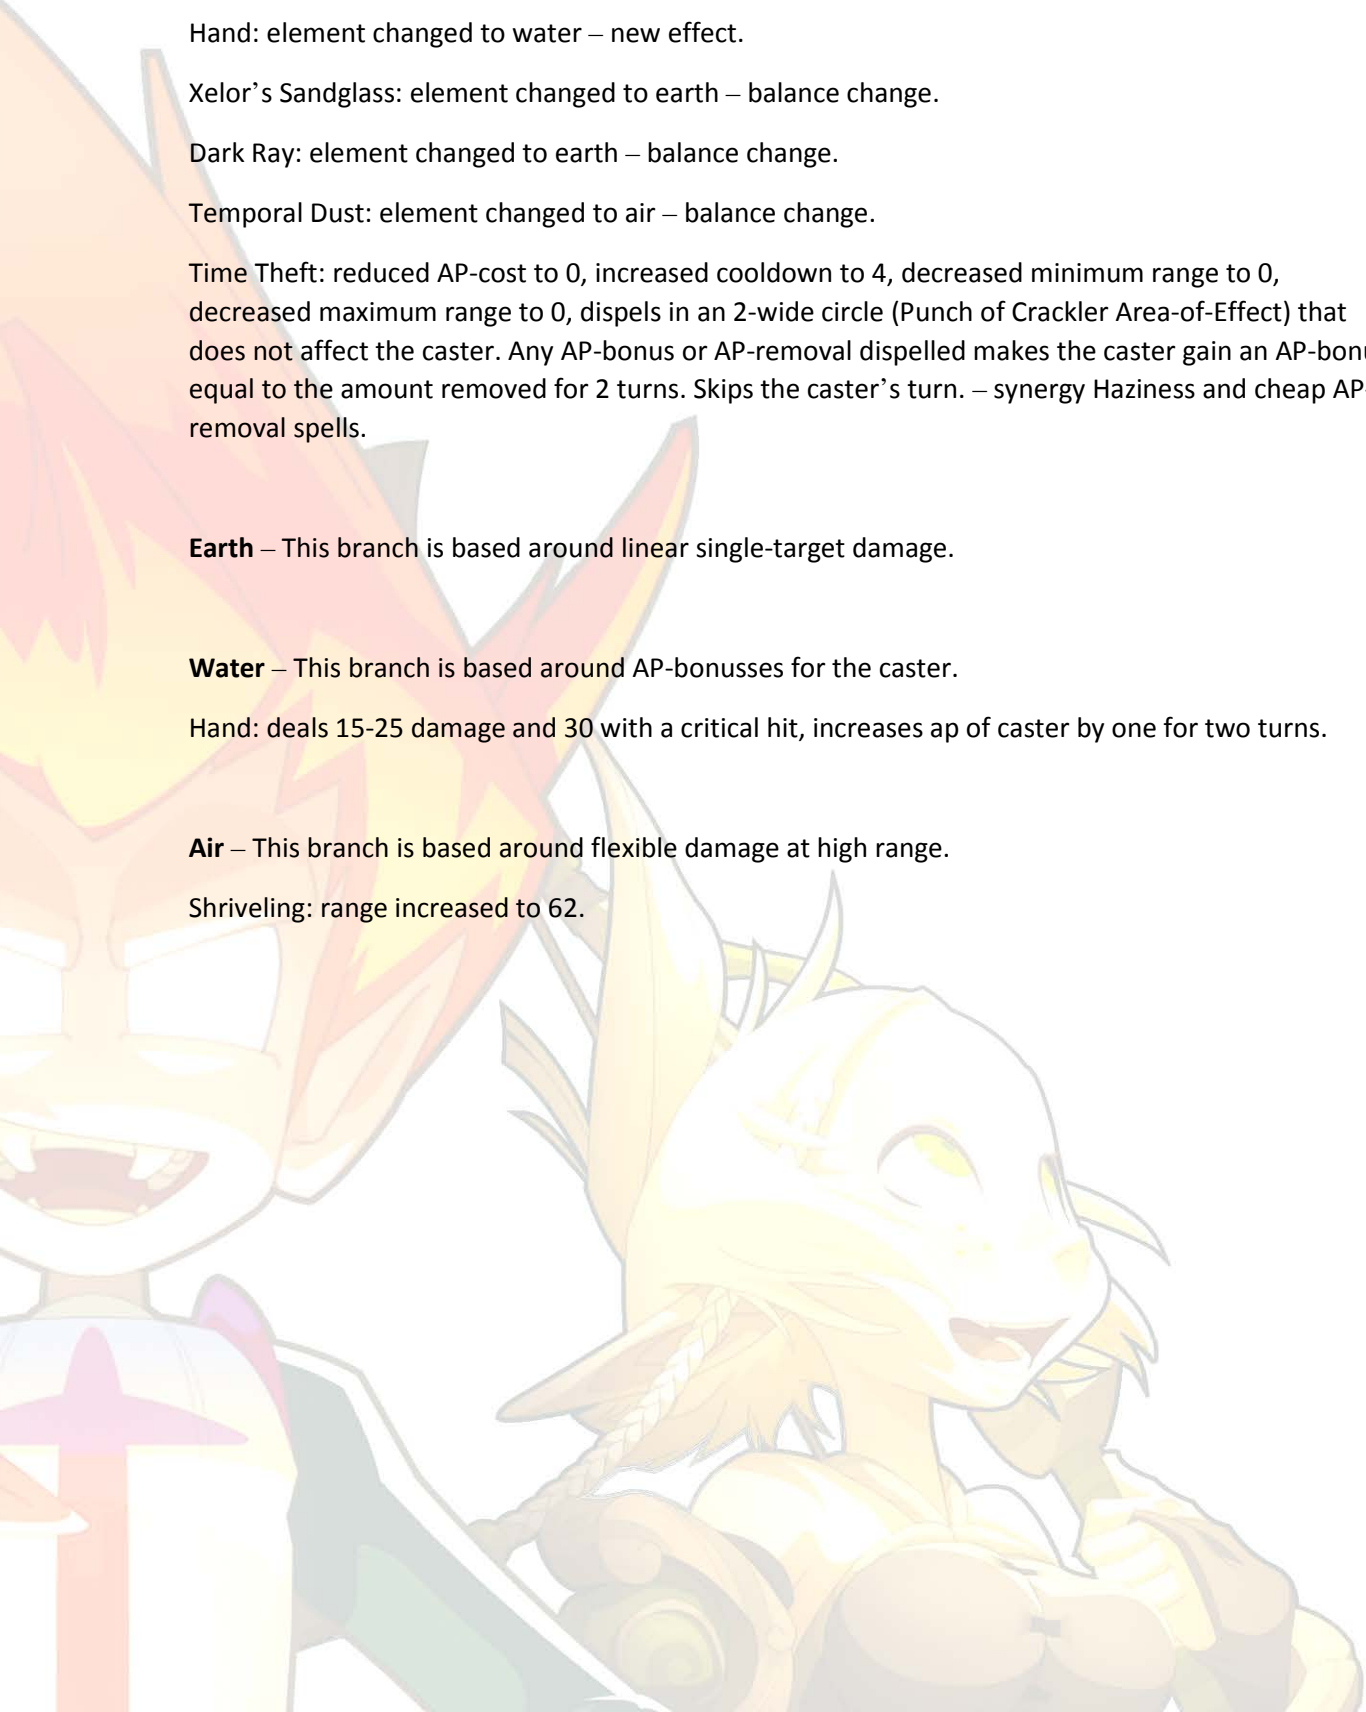 Hand: element changed to water – new effect.
Xelor’s Sandglass: element changed to earth – balance change.
Dark Ray: element changed to earth – balance change.
Temporal Dust: element changed to air – balance change.
Time Theft: reduced AP-cost to 0, increased cooldown to 4, decreased minimum range to 0,
decreased maximum range to 0, dispels in an 2-wide circle (Punch of Crackler Area-of-Effect) that
does not affect the caster. Any AP-bonus or AP-removal dispelled makes the caster gain an
equal to the amount removed for 2 turns. Skips the caster’s turn. – synergy Haziness and cheap AP-
removal spells.
Earth – This branch is based around linear single-target damage.
Water – This branch is based around AP-bonusses for the caster.
Hand: deals 15-25 damage and 30 with a critical hit, increases ap of caster by one for two turns.
Air – This branch is based around flexible damage at high range.
Shriveling: range increased to 62.